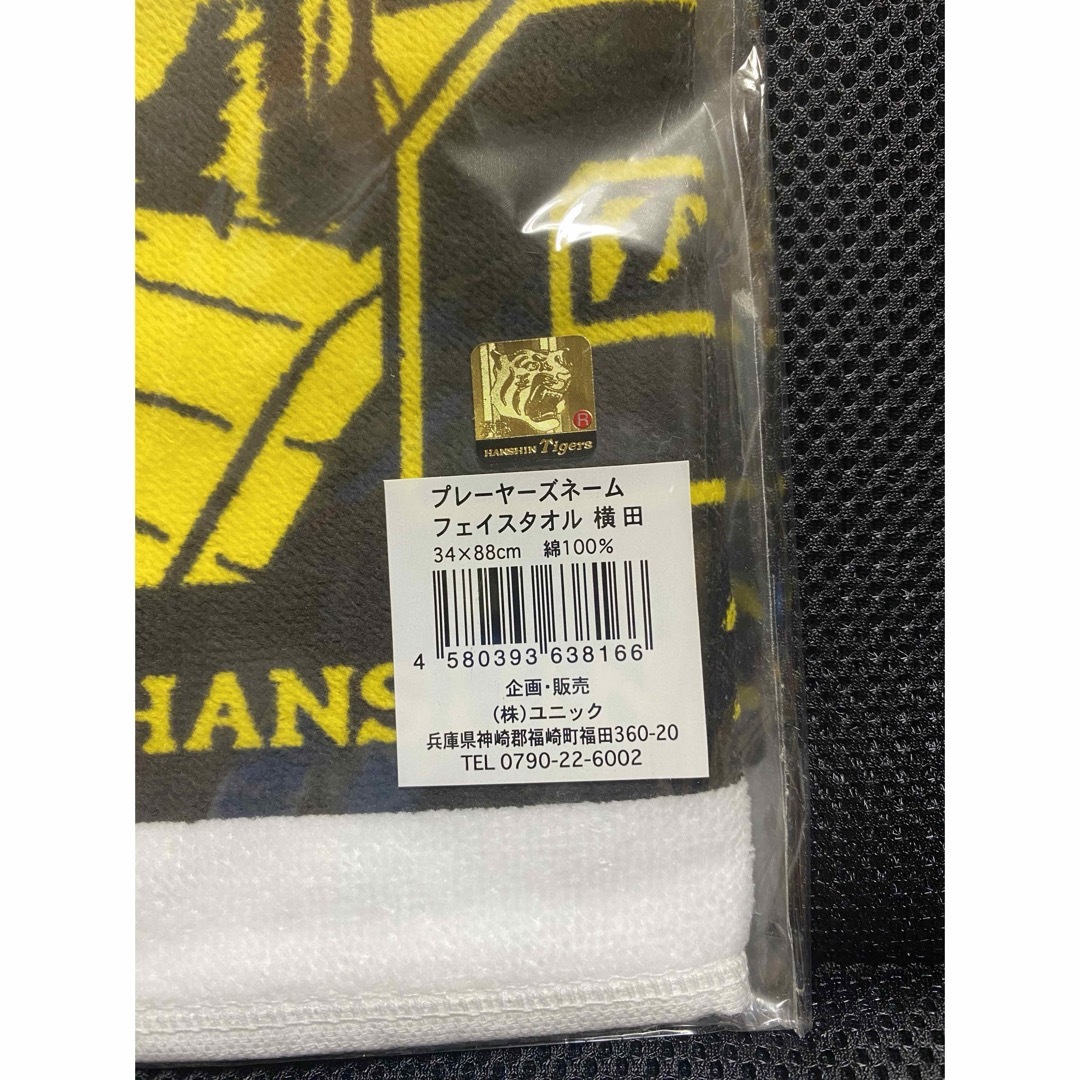 HANSHIN Tigers
R
プレーヤーズネーム
フェイスタオル 横田
34×88cm 綿100%
4 580393 638166
企画・販売
(株)ユニック
兵庫県神崎郡福崎町福田360-20
TEL 0790-22-6002
HANS